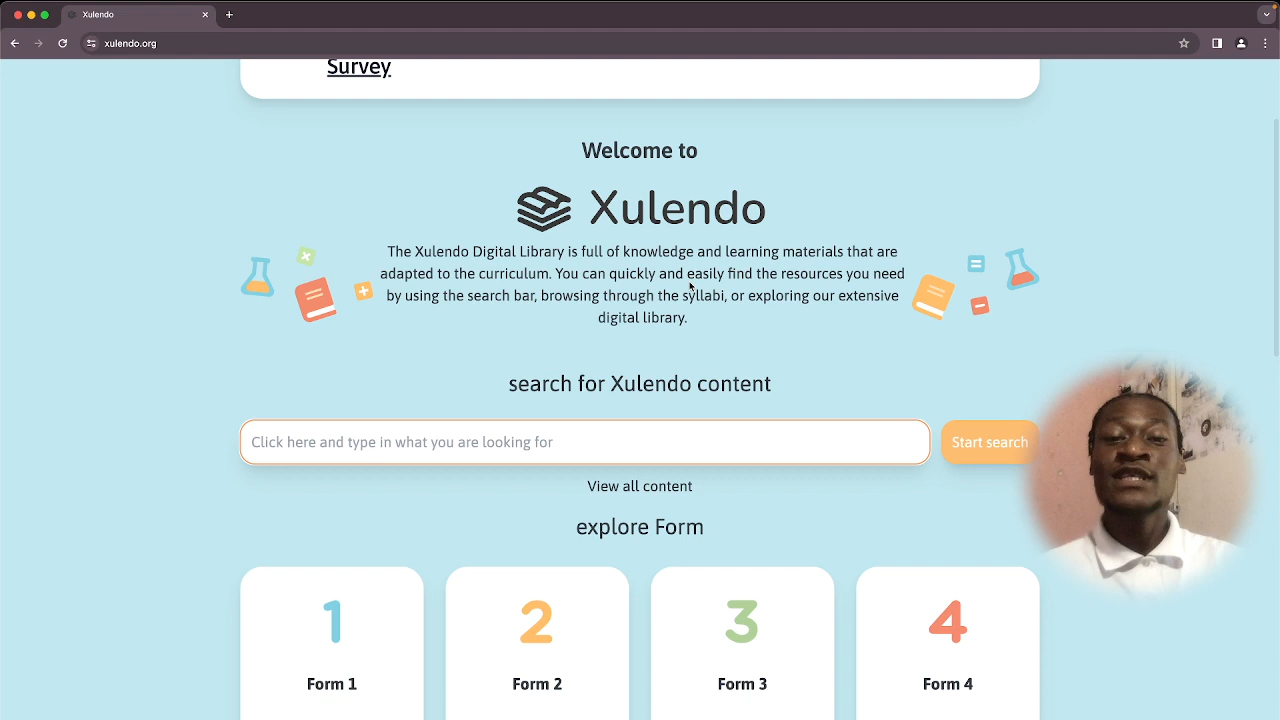 Xulendo
xulendo.org
Survey
Welcome to
Xulendo
The Xulendo Digital Library is full of knowledge and learning materials that are
adapted to the curriculum. You can quickly and easily find the resources you need
by using the search bar, browsing through the syllabi, or exploring our extensive
digital library.
search for Xulendo content
Click here and type in what you are looking for
Start search
View all content
explore Form
1
2
3
4
Form 1
Form 2
Form 3
Form 4